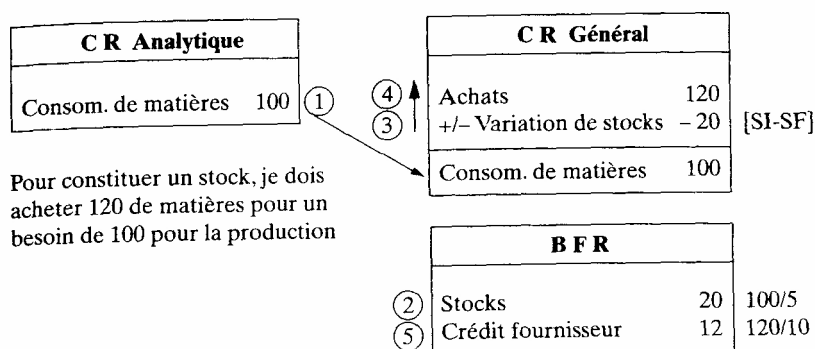 C R Analytique
Consom. de matières 100 ①
Pour constituer un stock, je dois
acheter 120 de matières pour un
besoin de 100 pour la production
C R Général
④ Achats 120
③ +/– Variation de stocks – 20 [SI-SF]
Consom. de matières 100
B F R
② Stocks 20 100/5
⑤ Crédit fournisseur 12 120/10